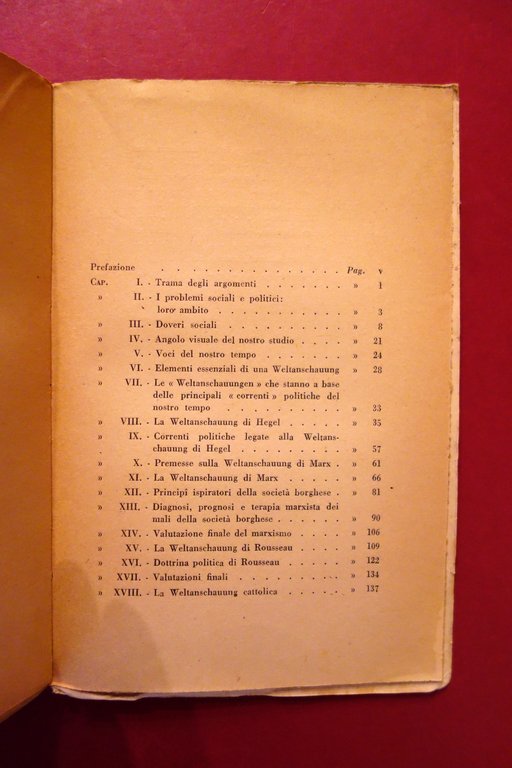 Prefazione . . . . . . . . . . . . . . Pag. v
CAP. I. - Trama degli argomenti . . . . . . » 1
» II. - I problemi sociali e politici:
loro ambito . . . . . . . . . . » 3
» III. - Doveri sociali . . . . . . . . . » 8
» IV. - Angolo visuale del nostro studio . . . . » 21
» V. - Voci del nostro tempo . . . . . . » 24
» VI. - Elementi essenziali di una Weltanschauung » 28
» VII. - Le « Weltanschauungen » che stanno a base
delle principali « correnti » politiche del
nostro tempo . . . . . . . . . » 33
» VIII. - La Weltanschauung di Hegel . . . . . » 35
» IX. - Correnti politiche legate alla Weltans-
chauung di Hegel . . . . . . . . » 57
» X. - Premesse sulla Weltanschauung di Marx . » 61
» XI. - La Weltanschauung di Marx . . . . . » 66
» XII. - Principi ispiratori della società borghese . » 81
» XIII. - Diagnosi, prognosi e terapia marxista dei
mali della società borghese . . . . . . » 90
» XIV. - Valutazione finale del marxismo . . . . » 106
» XV. - La Weltanschauung di Rousseau . . . . » 109
» XVI. - Dottrina politica di Rousseau . . . . . » 122
» XVII. - Valutazioni finali . . . . . . . . » 134
» XVIII. - La Weltanschauung cattolica . . . . . » 137